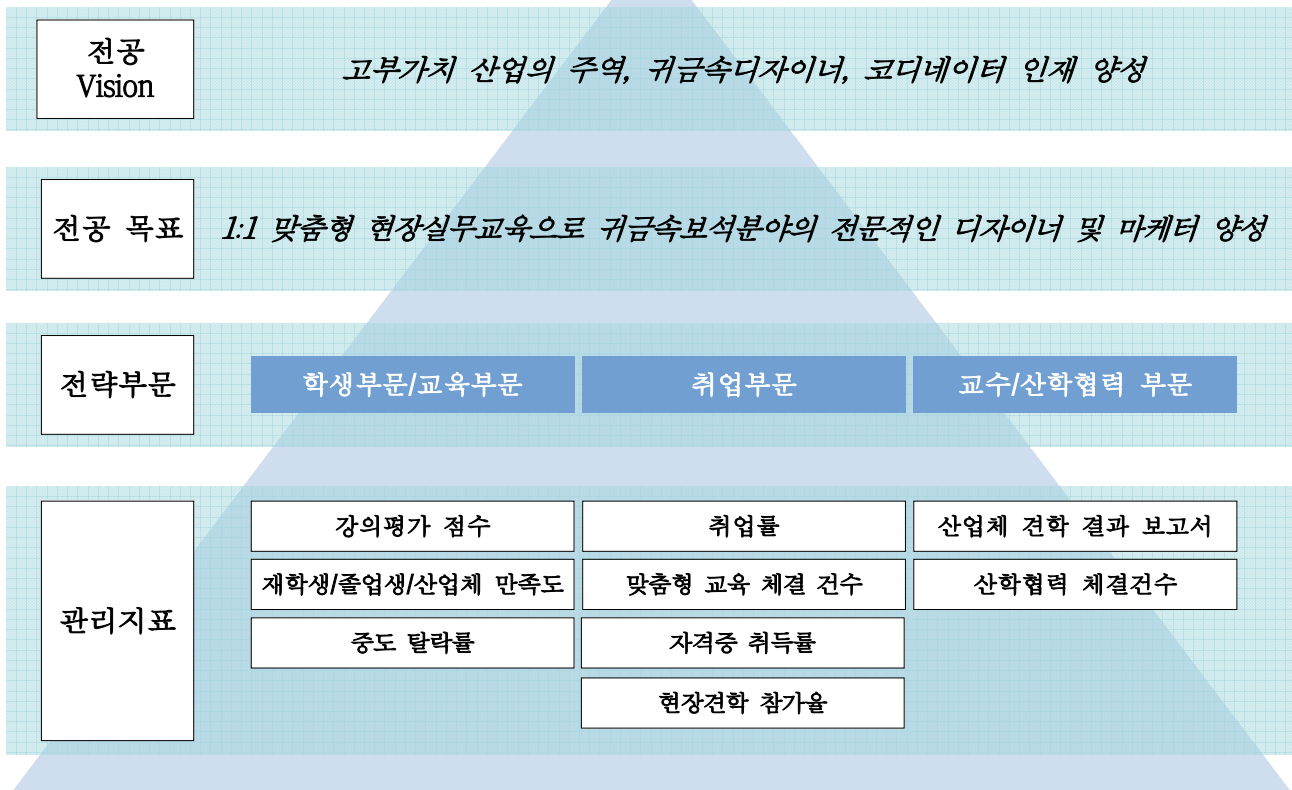 전공
Vision
고부가치 산업의 주역, 귀금속디자이너, 코디네이터 인재 양성
전공 목표
1:1 맞춤형 현장실무교육으로 귀금속보석분야의 전문적인 디자이너 및 마케터 양성
전략부문
학생부문/교육부문
취업부문
교수/산학협력 부문
관리지표
강의평가 점수
취업률
산업체 견학 결과 보고서
재학생/졸업생/산업체 만족도
맞춤형 교육 체결 건수
산학협력 체결건수
중도 탈락률
자격증 취득률
현장견학 참가율